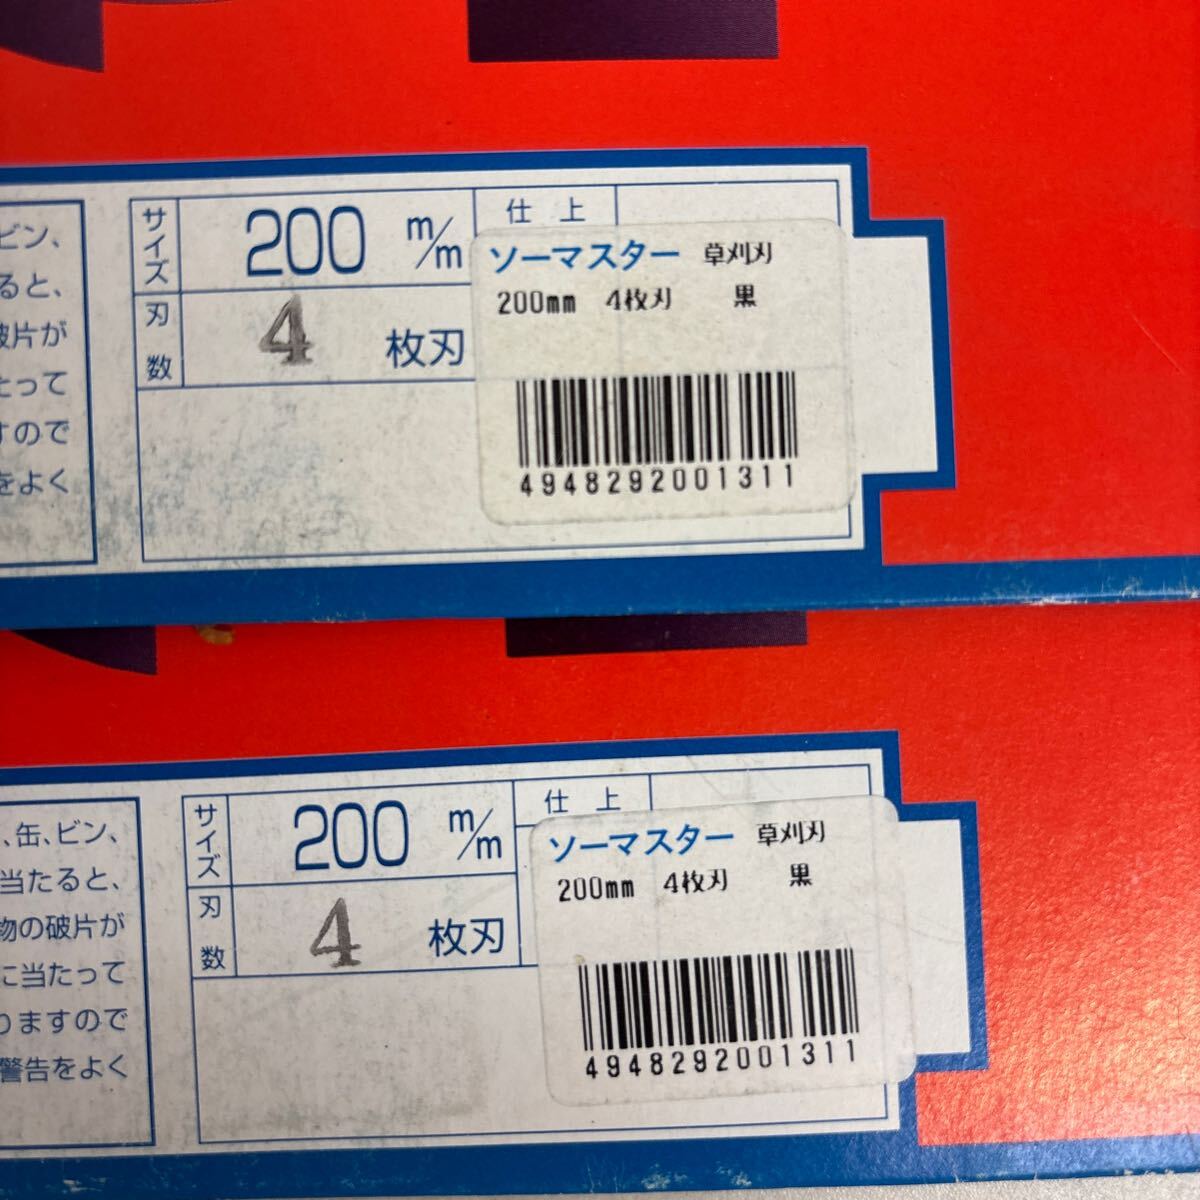 ビン、
ると、
破片が
たって
すので
をよく
サイズ
200 m/m
仕上
刃数
4 枚刃
ソーマスター 草刈刃
200mm 4枚刃 黒
4948292001311
、缶、ビン、
当たると、
物の破片が
に当たって
りますので
警告をよく
サイズ
200 m/m
仕上
刃数
4 枚刃
ソーマスター 草刈刃
200mm 4枚刃 黒
4948292001311